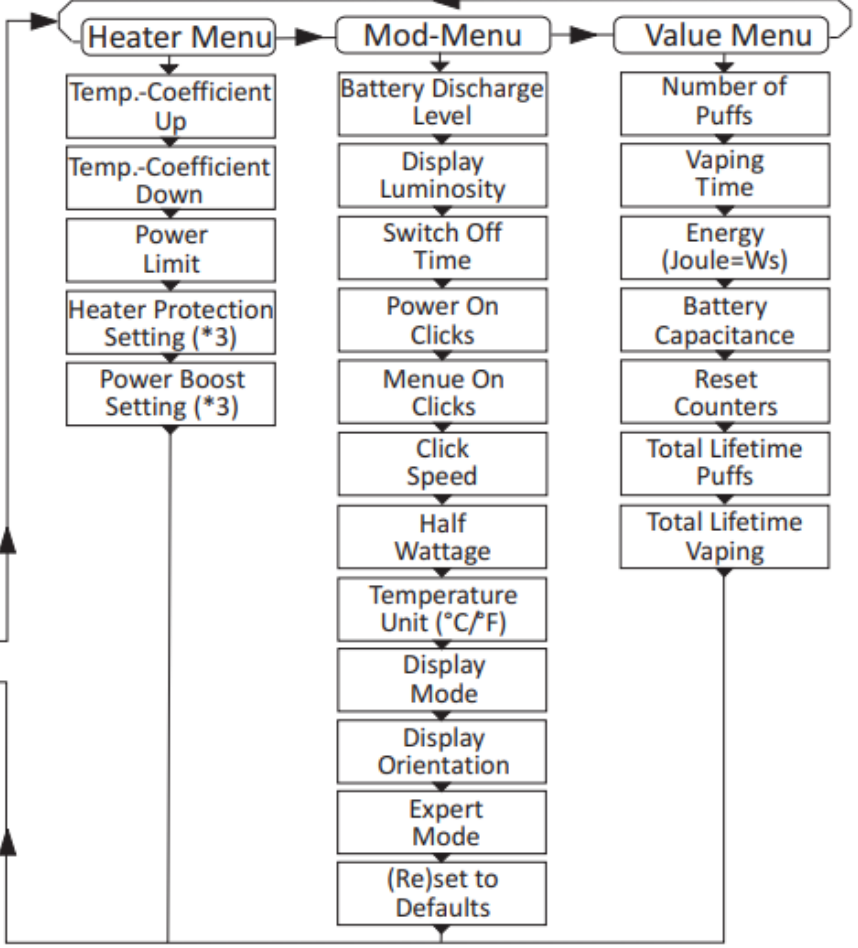 Heater Menu
Temp.-Coefficient
Up
Temp.-Coefficient
Down
Power
Limit
Heater Protection
Setting (*3)
Power Boost
Setting (*3)
Mod-Menu
Battery Discharge
Level
Display
Luminosity
Switch Off
Time
Power On
Clicks
Menue On
Clicks
Click
Speed
Half
Wattage
Temperature
Unit (°C/°F)
Display
Mode
Display
Orientation
Expert
Mode
(Re)set to
Defaults
Value Menu
Number of
Puffs
Vaping
Time
Energy
(Joule=Ws)
Battery
Capacitance
Reset
Counters
Total Lifetime
Puffs
Total Lifetime
Vaping